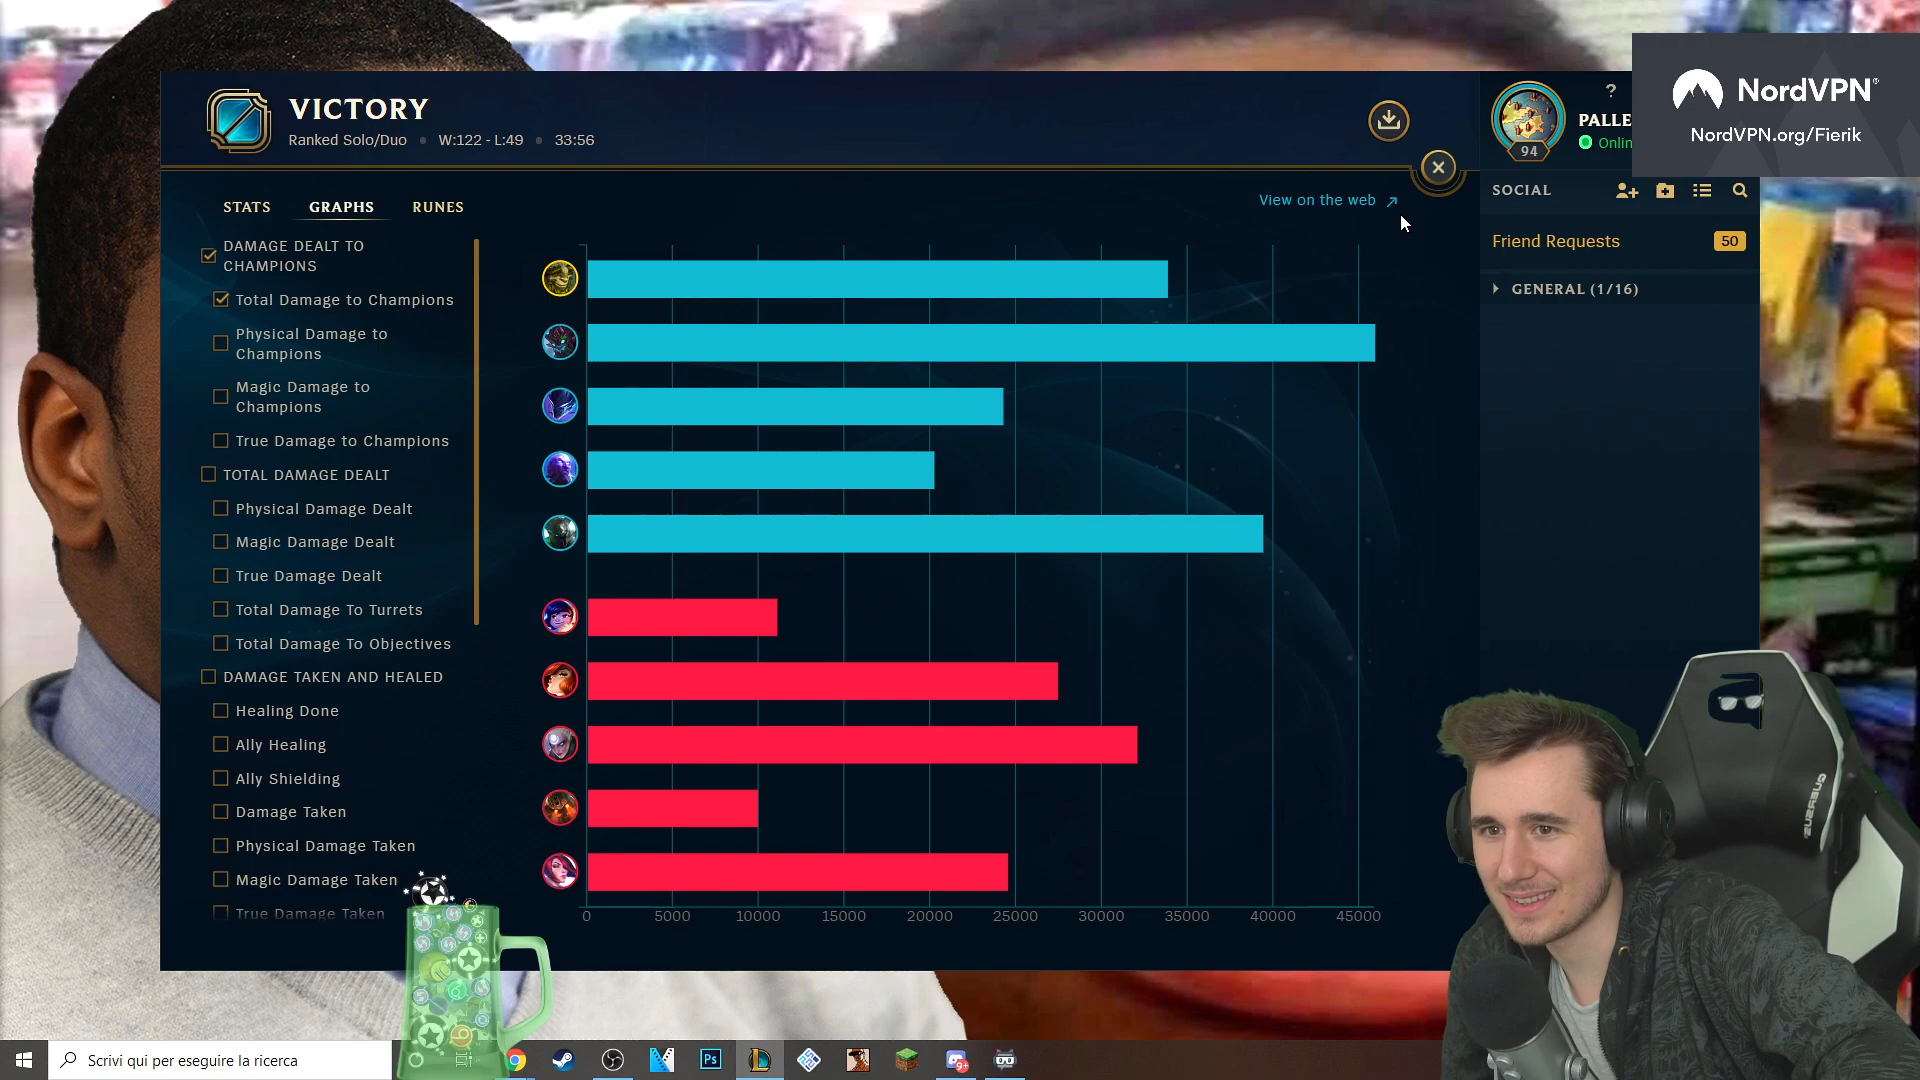 VICTORY
Ranked Solo/Duo • W:122 - L:49 • 33:56
?
94
PALLE
Onlin
NordVPN®
NordVPN.org/Fierik
STATS GRAPHS RUNES
View on the web
SOCIAL
Friend Requests 50
GENERAL (1/16)
DAMAGE DEALT TO
CHAMPIONS
Total Damage to Champions
Physical Damage to
Champions
Magic Damage to
Champions
True Damage to Champions
TOTAL DAMAGE DEALT
Physical Damage Dealt
Magic Damage Dealt
True Damage Dealt
Total Damage To Turrets
Total Damage To Objectives
DAMAGE TAKEN AND HEALED
Healing Done
Ally Healing
Ally Shielding
Damage Taken
Physical Damage Taken
Magic Damage Taken
True Damage Taken
0 5000 10000 15000 20000 25000 30000 35000 40000 45000
Scrivi qui per eseguire la ricerca
Ps
9+